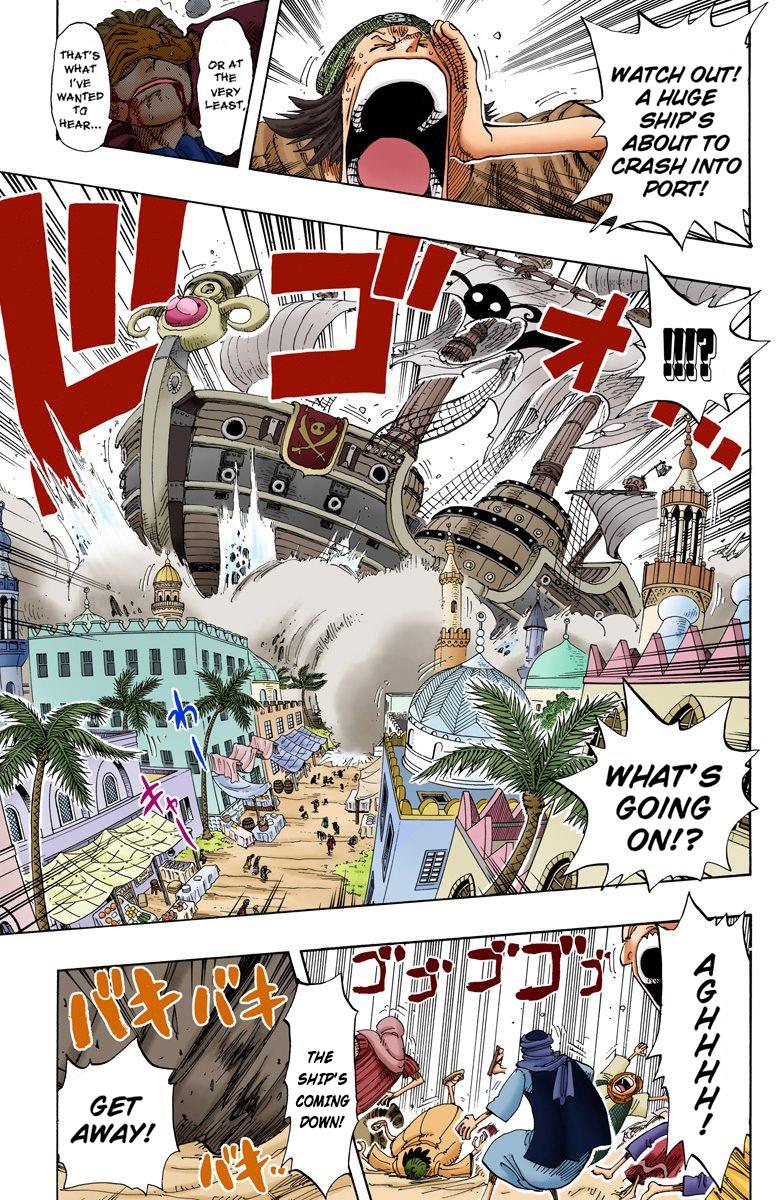 WATCH OUT!
A HUGE
SHIP'S
ABOUT TO
CRASH INTO
PORT!
OR AT
THE
VERY
LEAST,
THAT'S
WHAT
I'VE
WANTED
TO
HEAR...
!!!!?
ドゴオ
わー
キャー
WHAT'S
GOING
ON!?
AGHHHH!
ゴゴゴゴゴ
THE
SHIP'S
COMING
DOWN!
バキバキ
GET
AWAY!
バキ..